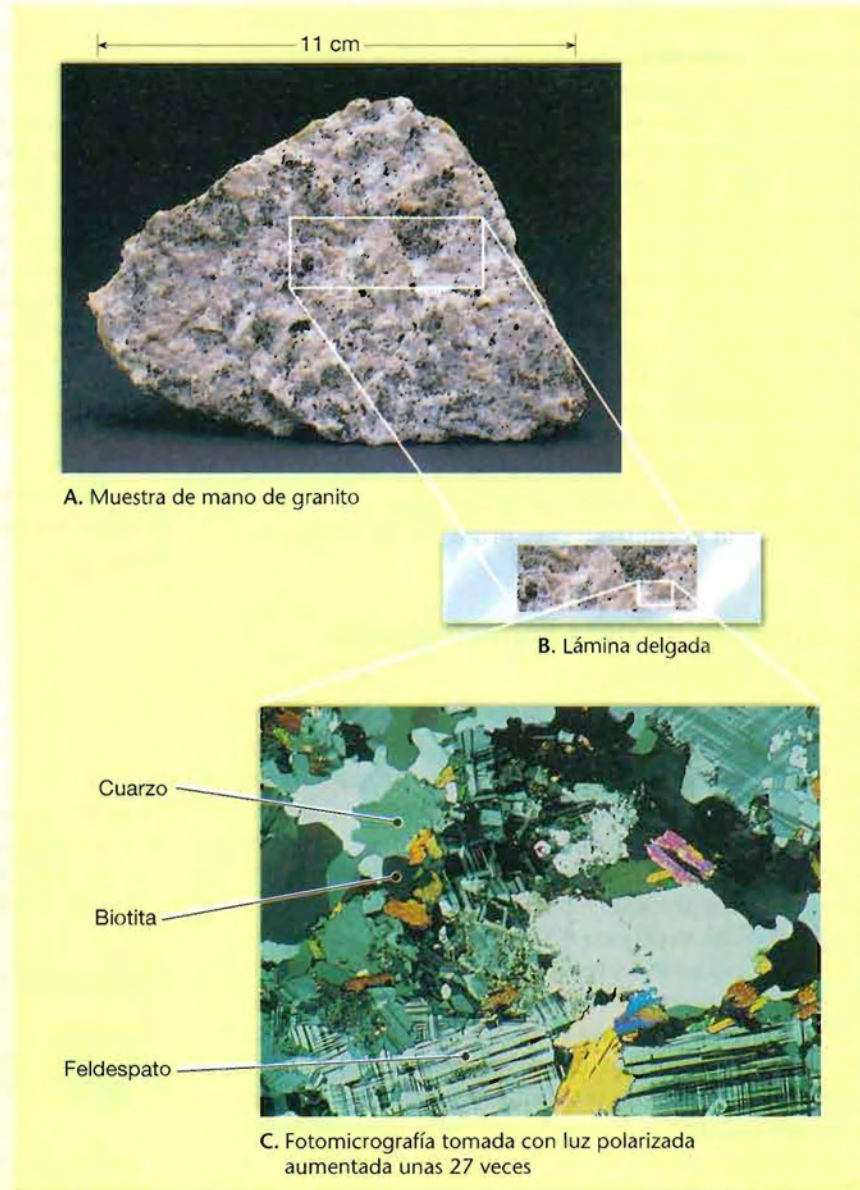 11 cm
A. Muestra de mano de granito
B. Lámina delgada
Cuarzo
Biotita
Feldespato
C. Fotomicrografía tomada con luz polarizada
aumentada unas 27 veces